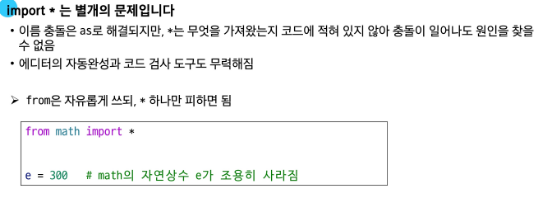 import * 는 별개의 문제입니다
• 이름 충돌은 as로 해결되지만, *는 무엇을 가져왔는지 코드에 적혀 있지 않아 충돌이 일어나도 원인을 찾을
수 없음
• 에디터의 자동완성과 코드 검사 도구도 무력해짐
➢ from은 자유롭게 쓰되, * 하나만 피하면 됨
from math import *
e = 300 # math의 자연상수 e가 조용히 사라짐